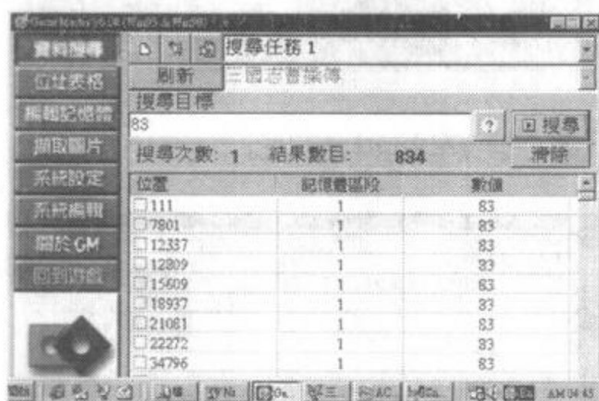 資料搜尋
搜尋任務 1
位址表格
刷新
三國志曹操傳
編輯記憶體
搜尋目標
83
?
搜尋
擷取圖片
搜尋次數: 1 結果數目: 834
清除
系統設定
位置 記憶體區段 數值
系統編輯
111 1 83
7801 1 83
關於 GM
12337 1 83
12809 1 83
回到遊戲
15609 1 83
18937 1 83
21081 1 83
22272 1 83
34796 1 83
AM 04:45